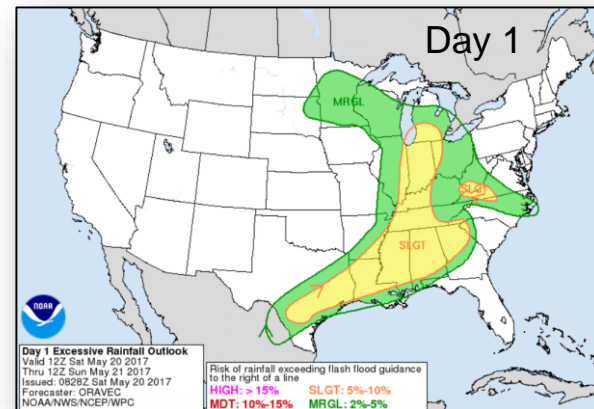 Day 1
MRGL
SLGT
SLGT
NOAA
Day 1 Excessive Rainfall Outlook
Valid 12Z Sat May 20 2017
Thru 12Z Sun May 21 2017
Issued: 0828Z Sat May 20 2017
Forecaster: ORAVEC
NOAA/NWS/NCEP/WPC
Risk of rainfall exceeding flash flood guidance
to the right of a line
HIGH: > 15% SLGT: 5%-10%
MDT: 10%-15% MRGL: 2%-5%